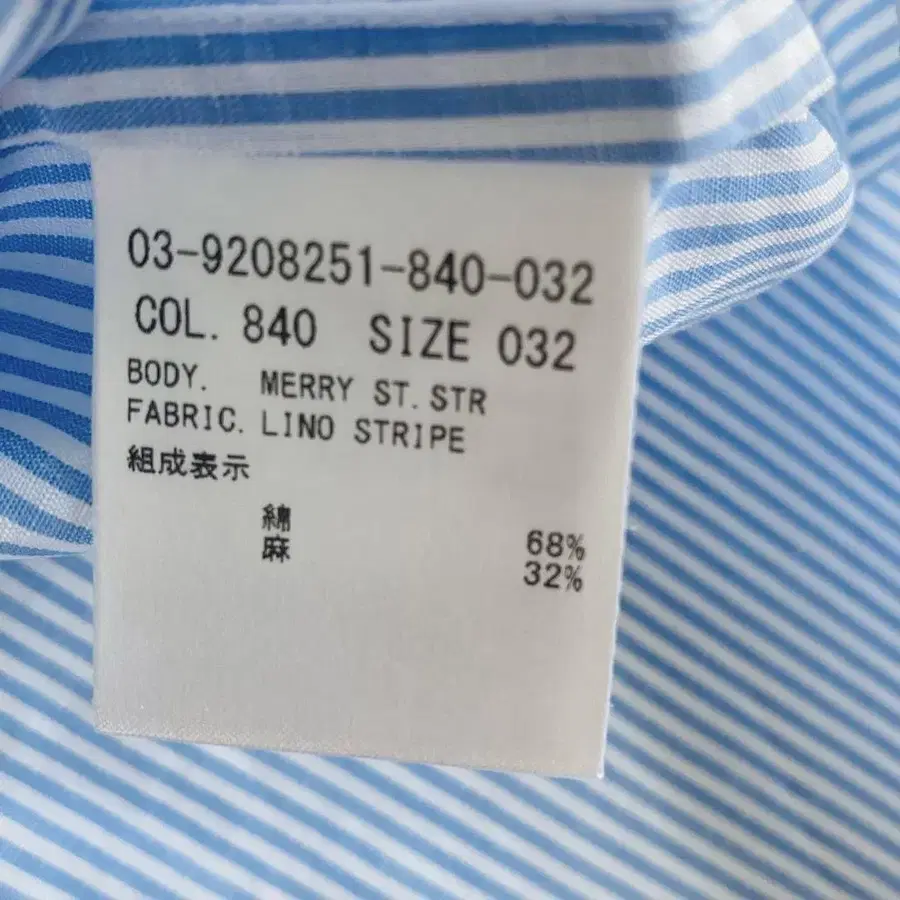 03-9208251-840-032
COL. 840 SIZE 032
BODY. MERRY ST.STR
FABRIC. LINO STRIPE
組成表示
綿 68%
麻 32%